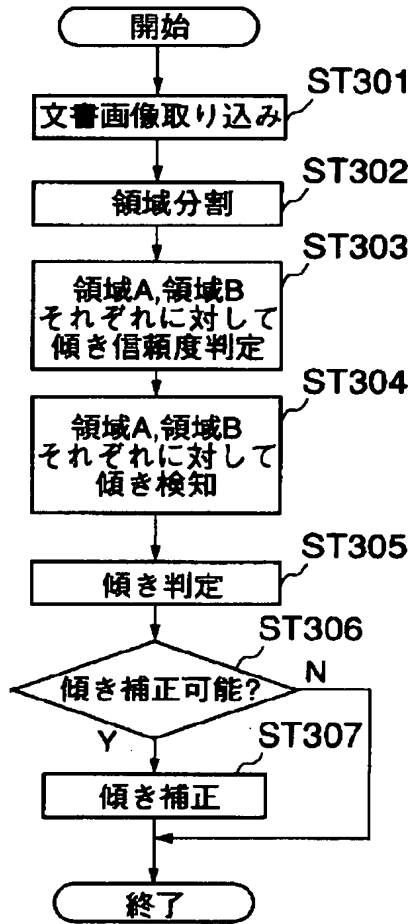 開始
ST301
文書画像取り込み
ST302
領域分割
ST303
領域A,領域B
それぞれに対して
傾き信頼度判定
ST304
領域A,領域B
それぞれに対して
傾き検知
ST305
傾き判定
ST306
傾き補正可能?
N
Y
ST307
傾き補正
終了